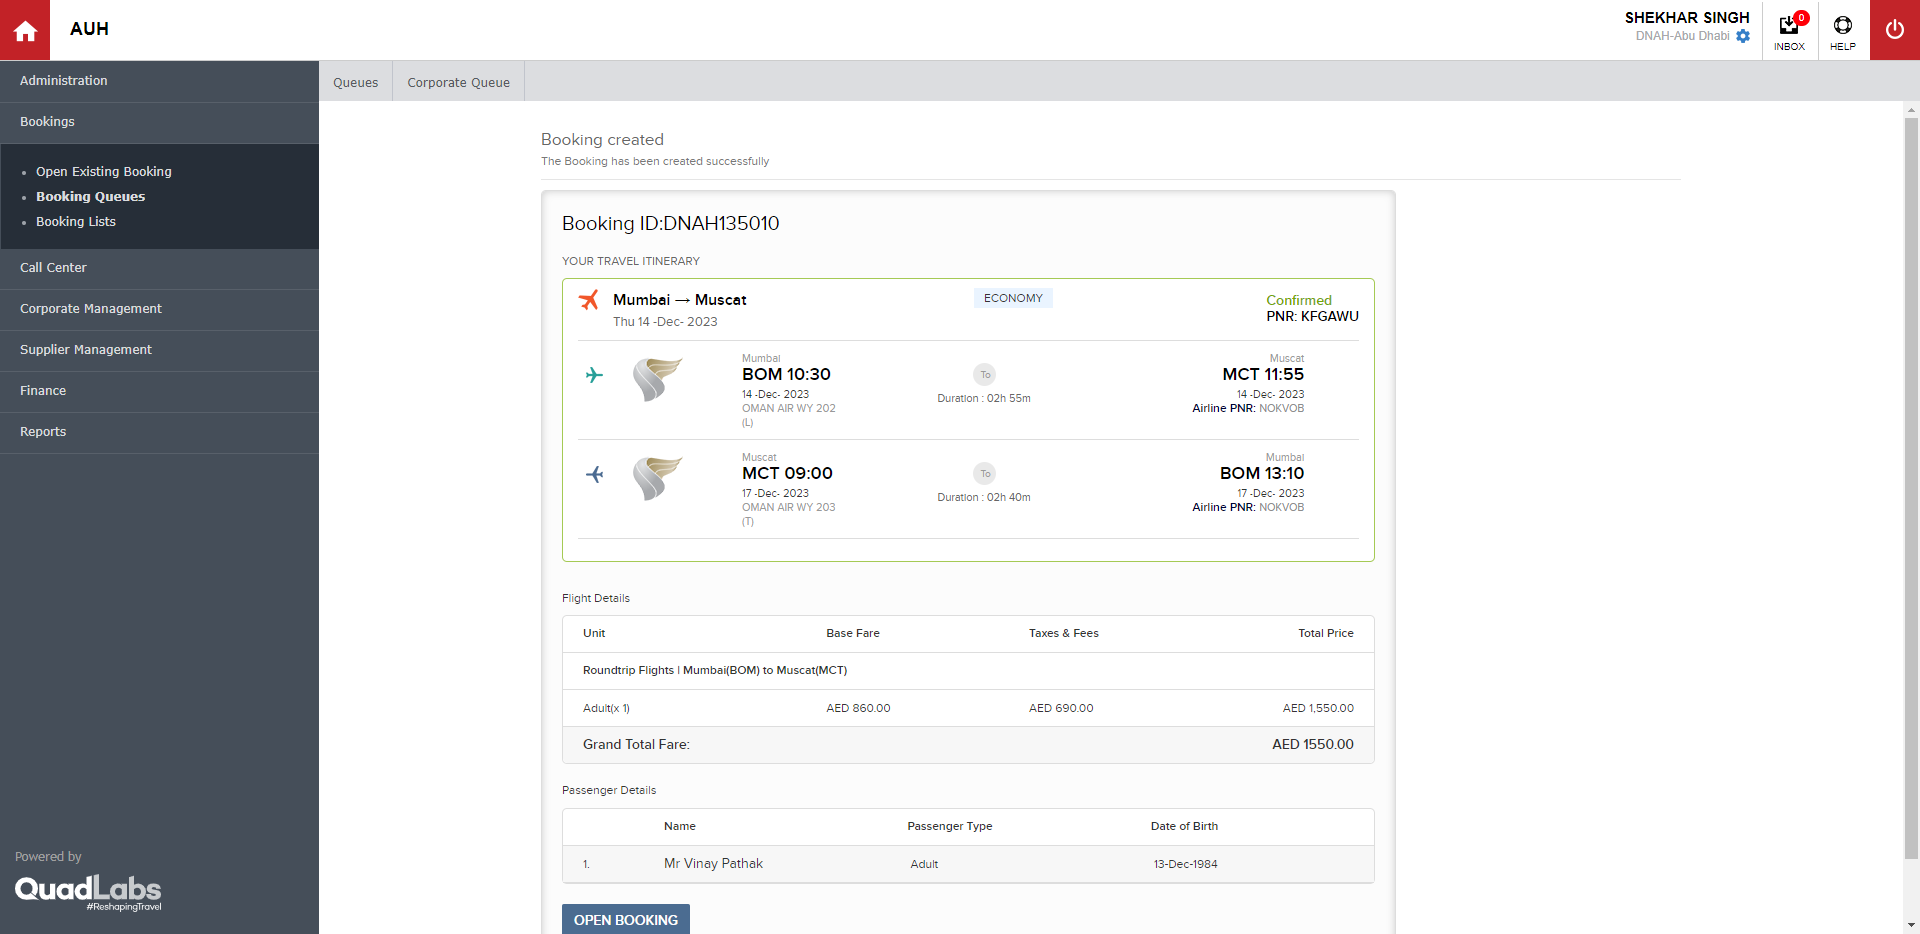 AUH
SHEKHAR SINGH
DNAH-Abu Dhabi
0
INBOX
HELP
Administration
Bookings
Open Existing Booking
Booking Queues
Booking Lists
Call Center
Corporate Management
Supplier Management
Finance
Reports
Powered by
QuadLabs
#ReshapingTravel
Queues
Corporate Queue
Booking created
The Booking has been created successfully
Booking ID:DNAH135010
YOUR TRAVEL ITINERARY
Mumbai → Muscat
ECONOMY
Confirmed
Thu 14 -Dec- 2023
PNR: KFGAWU
Mumbai
Muscat
BOM 10:30
To
MCT 11:55
14 -Dec- 2023
Duration : 02h 55m
14 -Dec- 2023
OMAN AIR WY 202
Airline PNR: NOKVOB
(L)
Muscat
Mumbai
MCT 09:00
To
BOM 13:10
17 -Dec- 2023
Duration : 02h 40m
17 -Dec- 2023
OMAN AIR WY 203
Airline PNR: NOKVOB
(T)
Flight Details
Unit Base Fare Taxes & Fees Total Price
Roundtrip Flights | Mumbai(BOM) to Muscat(MCT)
Adult(x 1) AED 860.00 AED 690.00 AED 1,550.00
Grand Total Fare: AED 1550.00
Passenger Details
Name Passenger Type Date of Birth
1. Mr Vinay Pathak Adult 13-Dec-1984
OPEN BOOKING